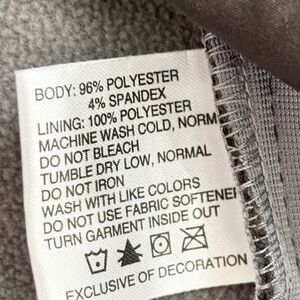 BODY: 96% POLYESTER
4% SPANDEX
LINING: 100% POLYESTER
MACHINE WASH COLD, NORM
DO NOT BLEACH
TUMBLE DRY LOW, NORMAL
DO NOT IRON
WASH WITH LIKE COLORS
DO NOT USE FABRIC SOFTENER
TURN GARMENT INSIDE OUT
EXCLUSIVE OF DECORATION